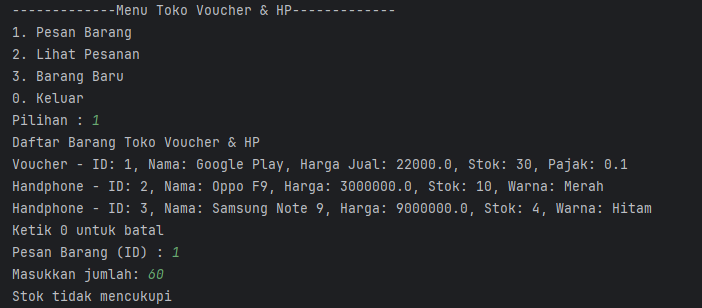 -------------Menu Toko Voucher & HP-------------
1. Pesan Barang
2. Lihat Pesanan
3. Barang Baru
0. Keluar
Pilihan : 1
Daftar Barang Toko Voucher & HP
Voucher - ID: 1, Nama: Google Play, Harga Jual: 22000.0, Stok: 30, Pajak: 0.1
Handphone - ID: 2, Nama: Oppo F9, Harga: 3000000.0, Stok: 10, Warna: Merah
Handphone - ID: 3, Nama: Samsung Note 9, Harga: 9000000.0, Stok: 4, Warna: Hitam
Ketik 0 untuk batal
Pesan Barang (ID) : 1
Masukkan jumlah: 60
Stok tidak mencukupi